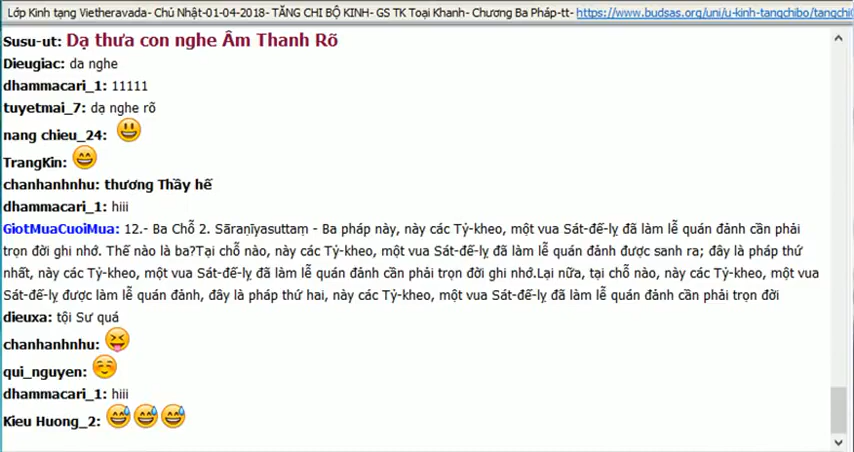 Lớp Kinh tạng Vietheravada- Chủ Nhật-01-04-2018- TĂNG CHI BỘ KINH- GS TK Toại Khanh- Chương Ba Pháp-tt- https://www.budsas.org/uni/u-kinh-tangchibo/tangchi0
Susu-ut: Dạ thưa con nghe Âm Thanh Rõ
Dieugiac: da nghe
dhammacari_1: 11111
tuyetmai_7: dạ nghe rõ
nang chieu_24: 😃
TrangKin: 😄
chanhanhnhu: thương Thầy hế
dhammacari_1: hiii
GiotMuaCuoiMua: 12.- Ba Chỗ 2. Sāraṇīyasuttaṃ - Ba pháp này, này các Tỷ-kheo, một vua Sát-đế-lỵ đã làm lễ quán đảnh cần phải
trọn đời ghi nhớ. Thế nào là ba?Tại chỗ nào, này các Tỷ-kheo, một vua Sát-đế-lỵ đã làm lễ quán đảnh được sanh ra; đây là pháp thứ
nhất, này các Tỷ-kheo, một vua Sát-đế-lỵ đã làm lễ quán đảnh cần phải trọn đời ghi nhớ.Lại nữa, tại chỗ nào, này các Tỷ-kheo, một vua
Sát-đế-lỵ được làm lễ quán đảnh, đây là pháp thứ hai, này các Tỷ-kheo, một vua Sát-đế-lỵ đã làm lễ quán đảnh cần phải trọn đời
dieuxa: tội Sư quá
chanhanhnhu: 😝
qui_nguyen: ☺️
dhammacari_1: hiii
Kieu Huong_2: 😅😅😅